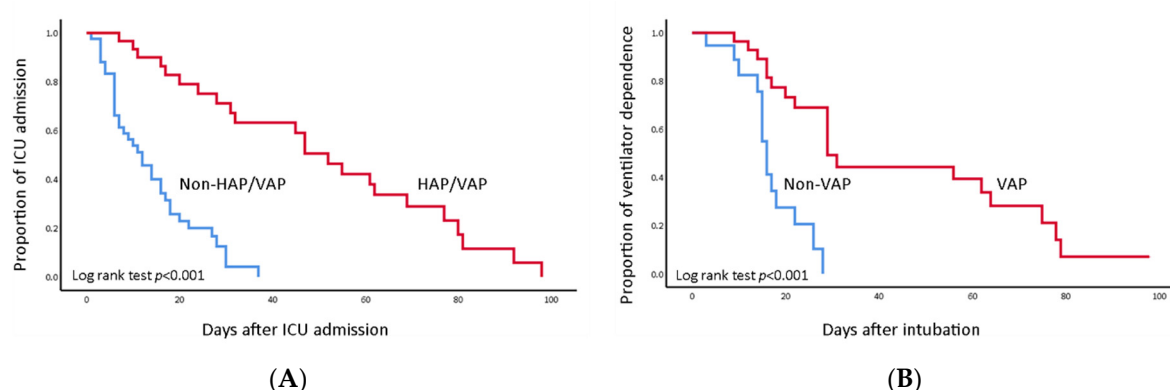 Proportion of ICU admission
1.0
0.8
0.6
0.4
0.2
0.0
Non-HAP/VAP
HAP/VAP
Log rank test p<0.001
0
20
40
60
80
100
Days after ICU admission
(A)
Proportion of ventilator dependence
1.0
0.8
0.6
0.4
0.2
0.0
Non-VAP
VAP
Log rank test p<0.001
0
20
40
60
80
100
Days after intubation
(B)